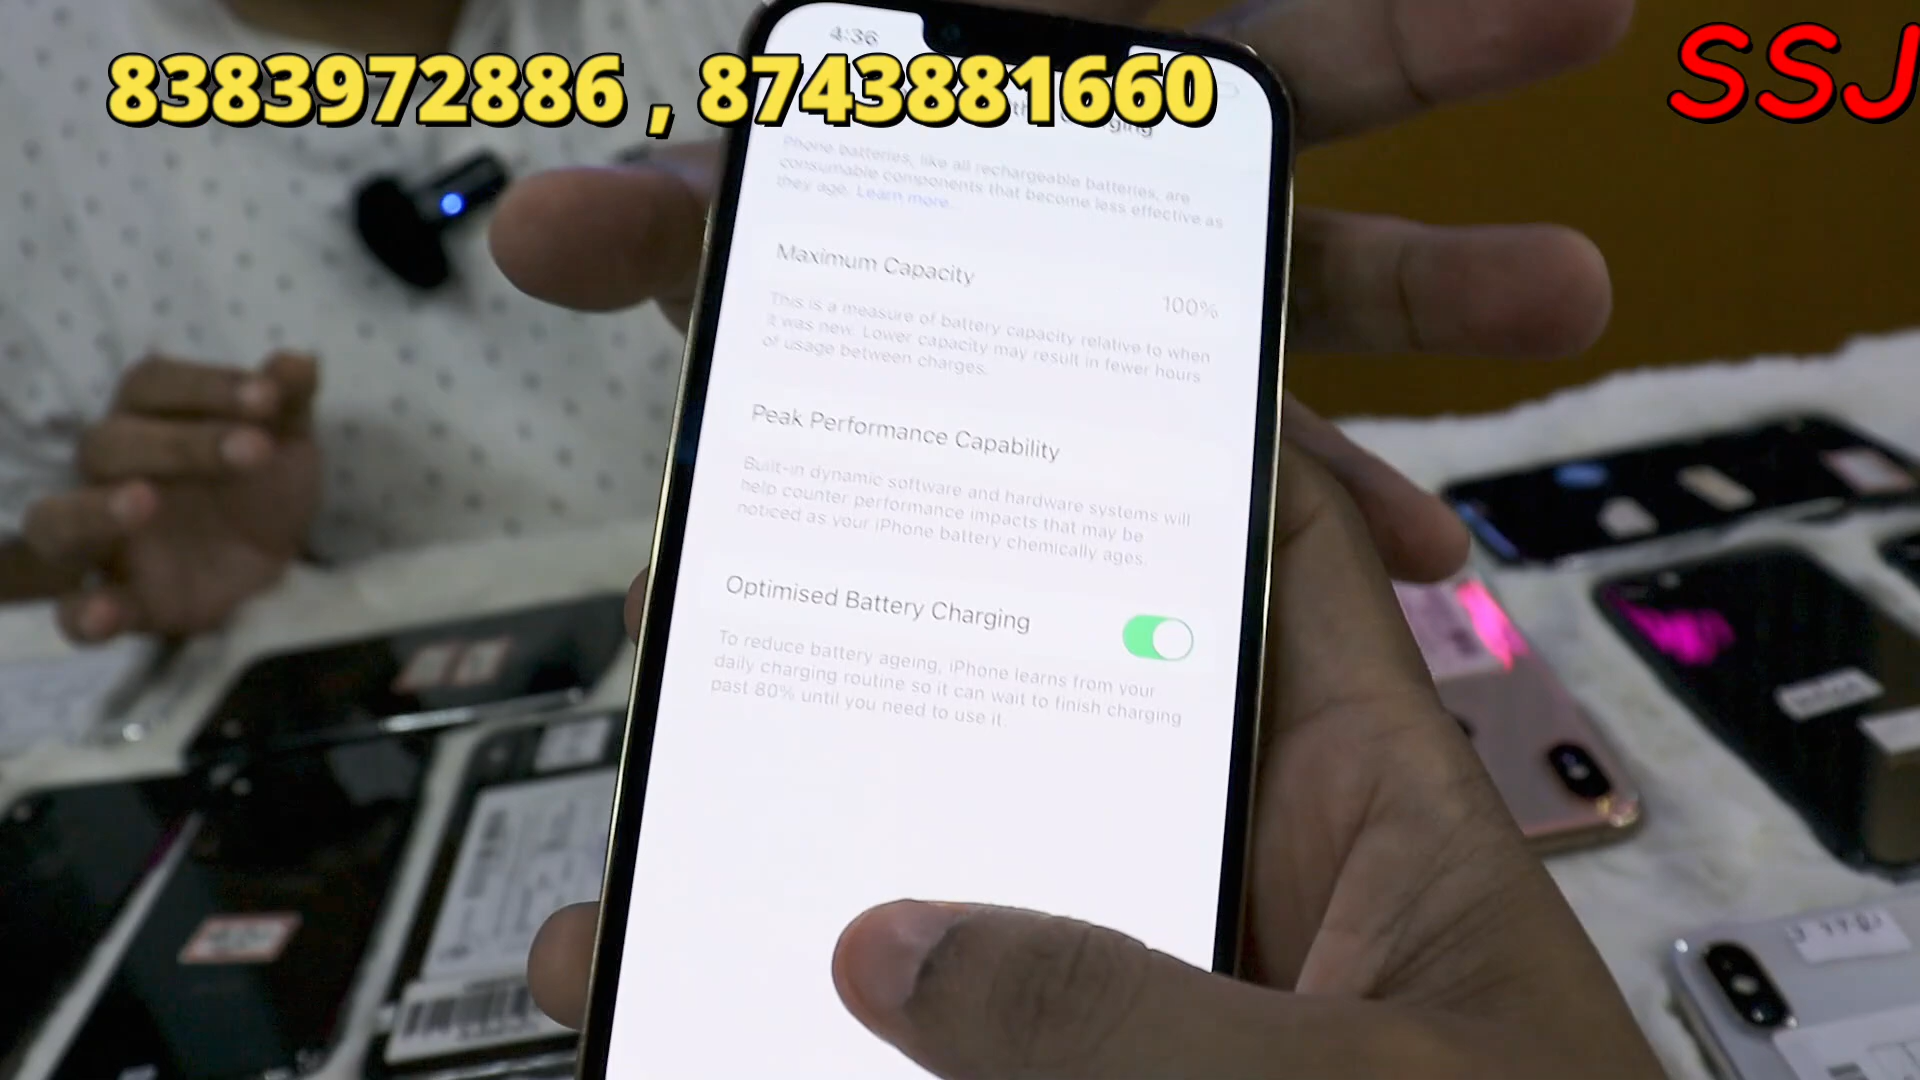 4:36
SSJ
8383972886 , 8743881660
Phone batteries, like all rechargeable batteries, are
consumable components that become less effective as
they age. Learn more...
Maximum Capacity
100%
This is a measure of battery capacity relative to when
it was new. Lower capacity may result in fewer hours
of usage between charges.
Peak Performance Capability
Built-in dynamic software and hardware systems will
help counter performance impacts that may be
noticed as your iPhone battery chemically ages.
Optimised Battery Charging
To reduce battery ageing, iPhone learns from your
daily charging routine so it can wait to finish charging
past 80% until you need to use it.